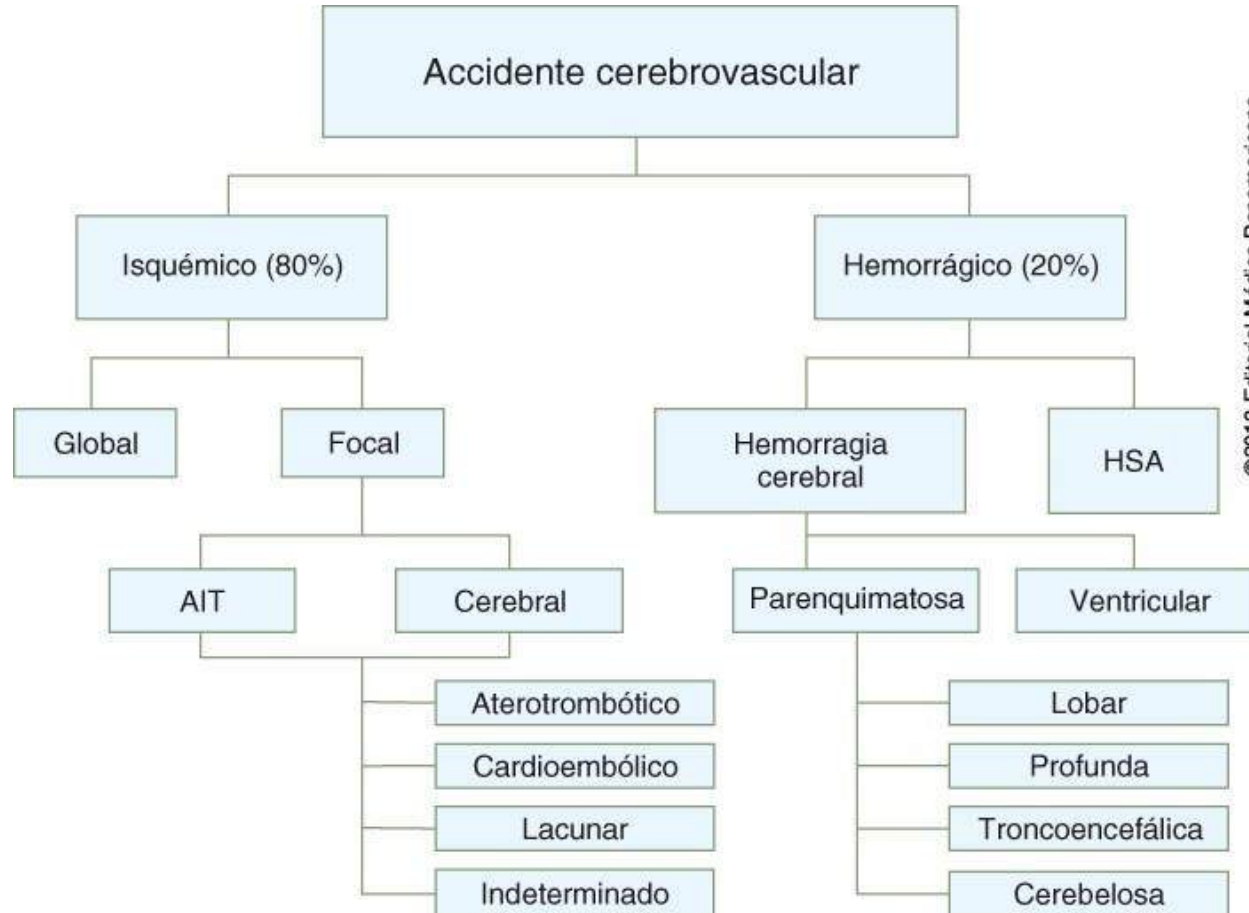 Accidente cerebrovascular
Isquémico (80%)
Hemorrágico (20%)
Global
Focal
Hemorragia
cerebral
HSA
AIT
Cerebral
Parenquimatosa
Ventricular
Aterotrombótico
Cardioembólico
Lacunar
Indeterminado
Lobar
Profunda
Troncoencefálica
Cerebelosa